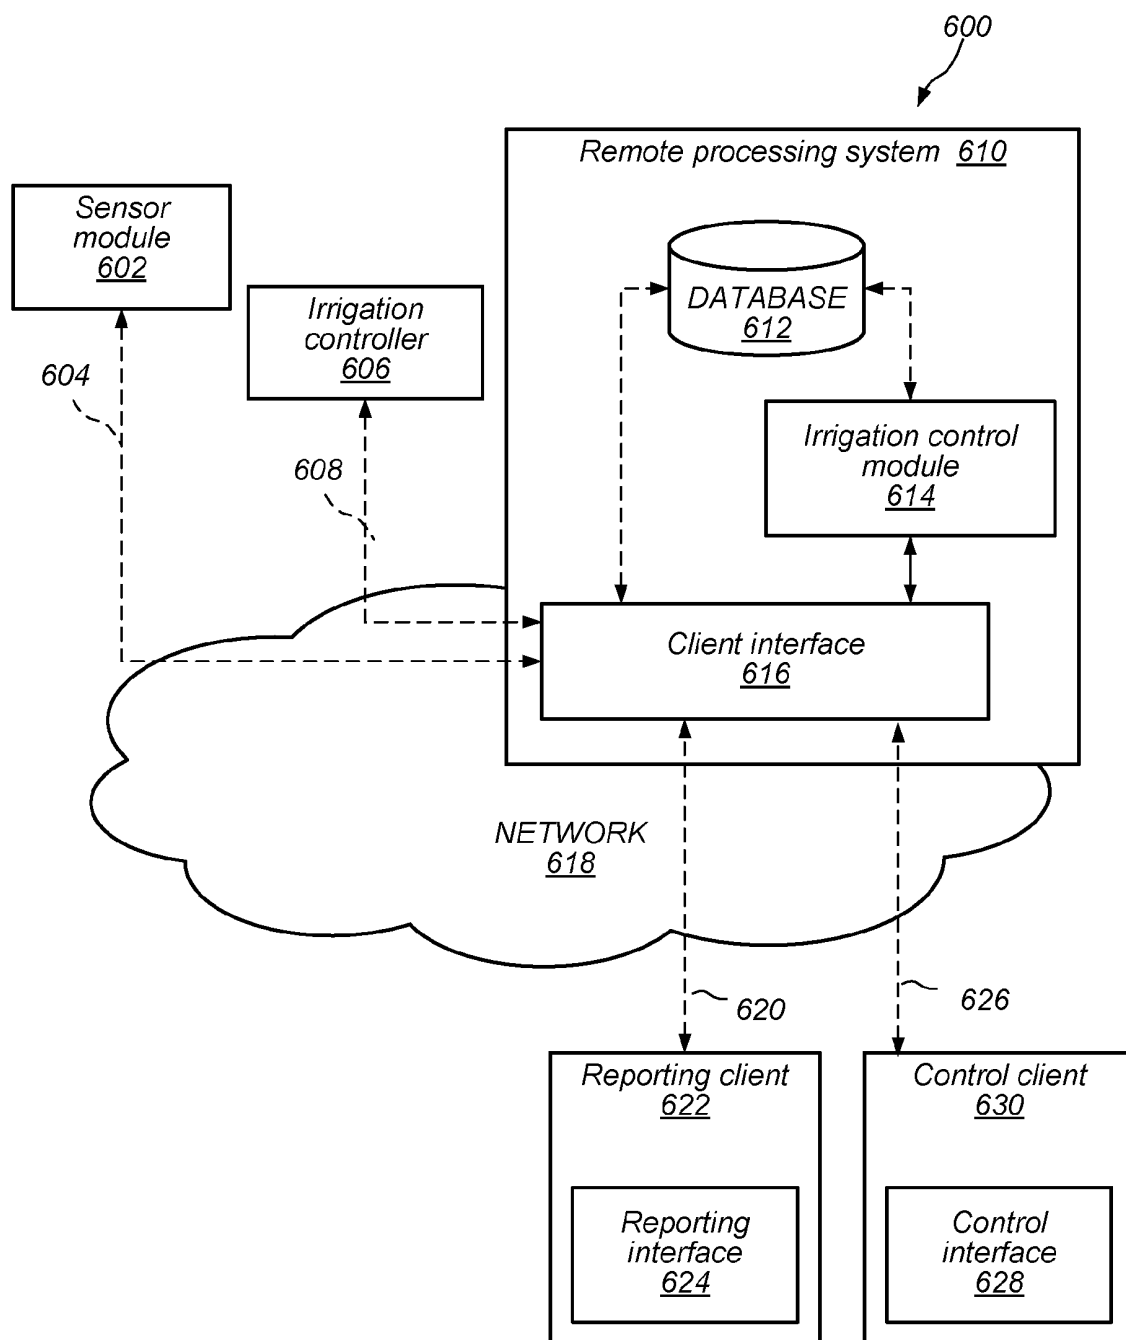 600
Remote processing system 610
Sensor
module
602
DATABASE
612
Irrigation
controller
606
604
Irrigation control
module
614
608
Client interface
616
NETWORK
618
620
626
Reporting client
622
Control client
630
Reporting
interface
624
Control
interface
628